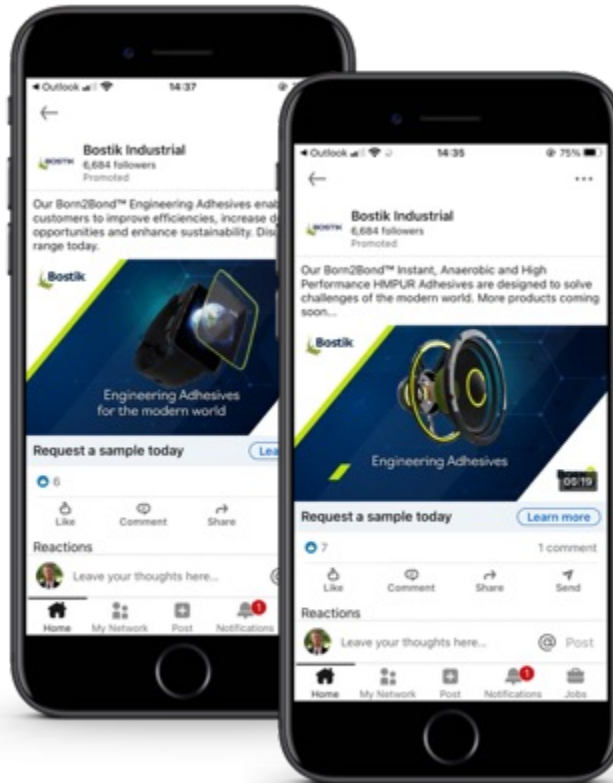 Outlook
14:37
Bostik Industrial
6,684 followers
Promoted
Our Born2Bond™ Engineering Adhesives
customers to improve efficiencies, increase
opportunities and enhance sustainability.
range today.
Bostik
Engineering Adhesives
for the modern world
Request a sample today
6
Like
Comment
Share
Reactions
Leave your thoughts here...
Home
My Network
Post
Notifications
1
Outlook
14:35
75%
Bostik Industrial
6,684 followers
Promoted
Our Born2Bond™ Instant, Anaerobic and High
Performance HMPUR Adhesives are designed to solve
challenges of the modern world. More products coming
soon...
Bostik
Engineering Adhesives
00:19
Request a sample today
Learn more
7
1 comment
Like
Comment
Share
Send
Reactions
Leave your thoughts here...
@ Post
Home
My Network
Post
Notifications
1
Jobs